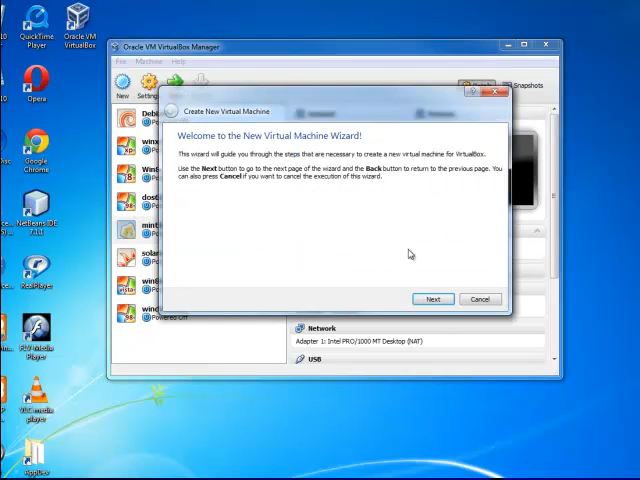 QuickTime
Player
Oracle VM
VirtualBox
10
Opera
10
Google
Chrome
Disc
NetBeans IDE
7.1.1
RealPlayer
FLV-Media
Player
VLC media
player
AppDev
Oracle VM VirtualBox Manager
File Machine Help
New
Snapshots
Create New Virtual Machine
Welcome to the New Virtual Machine Wizard!
This wizard will guide you through the steps that are necessary to create a new virtual machine for VirtualBox.
Use the Next button to go to the next page of the wizard and the Back button to return to the previous page. You
can also press Cancel if you want to cancel the execution of this wizard.
Next
Cancel
Powered Off
Network
Adapter 1: Intel PRO/1000 MT Desktop (NAT)
USB